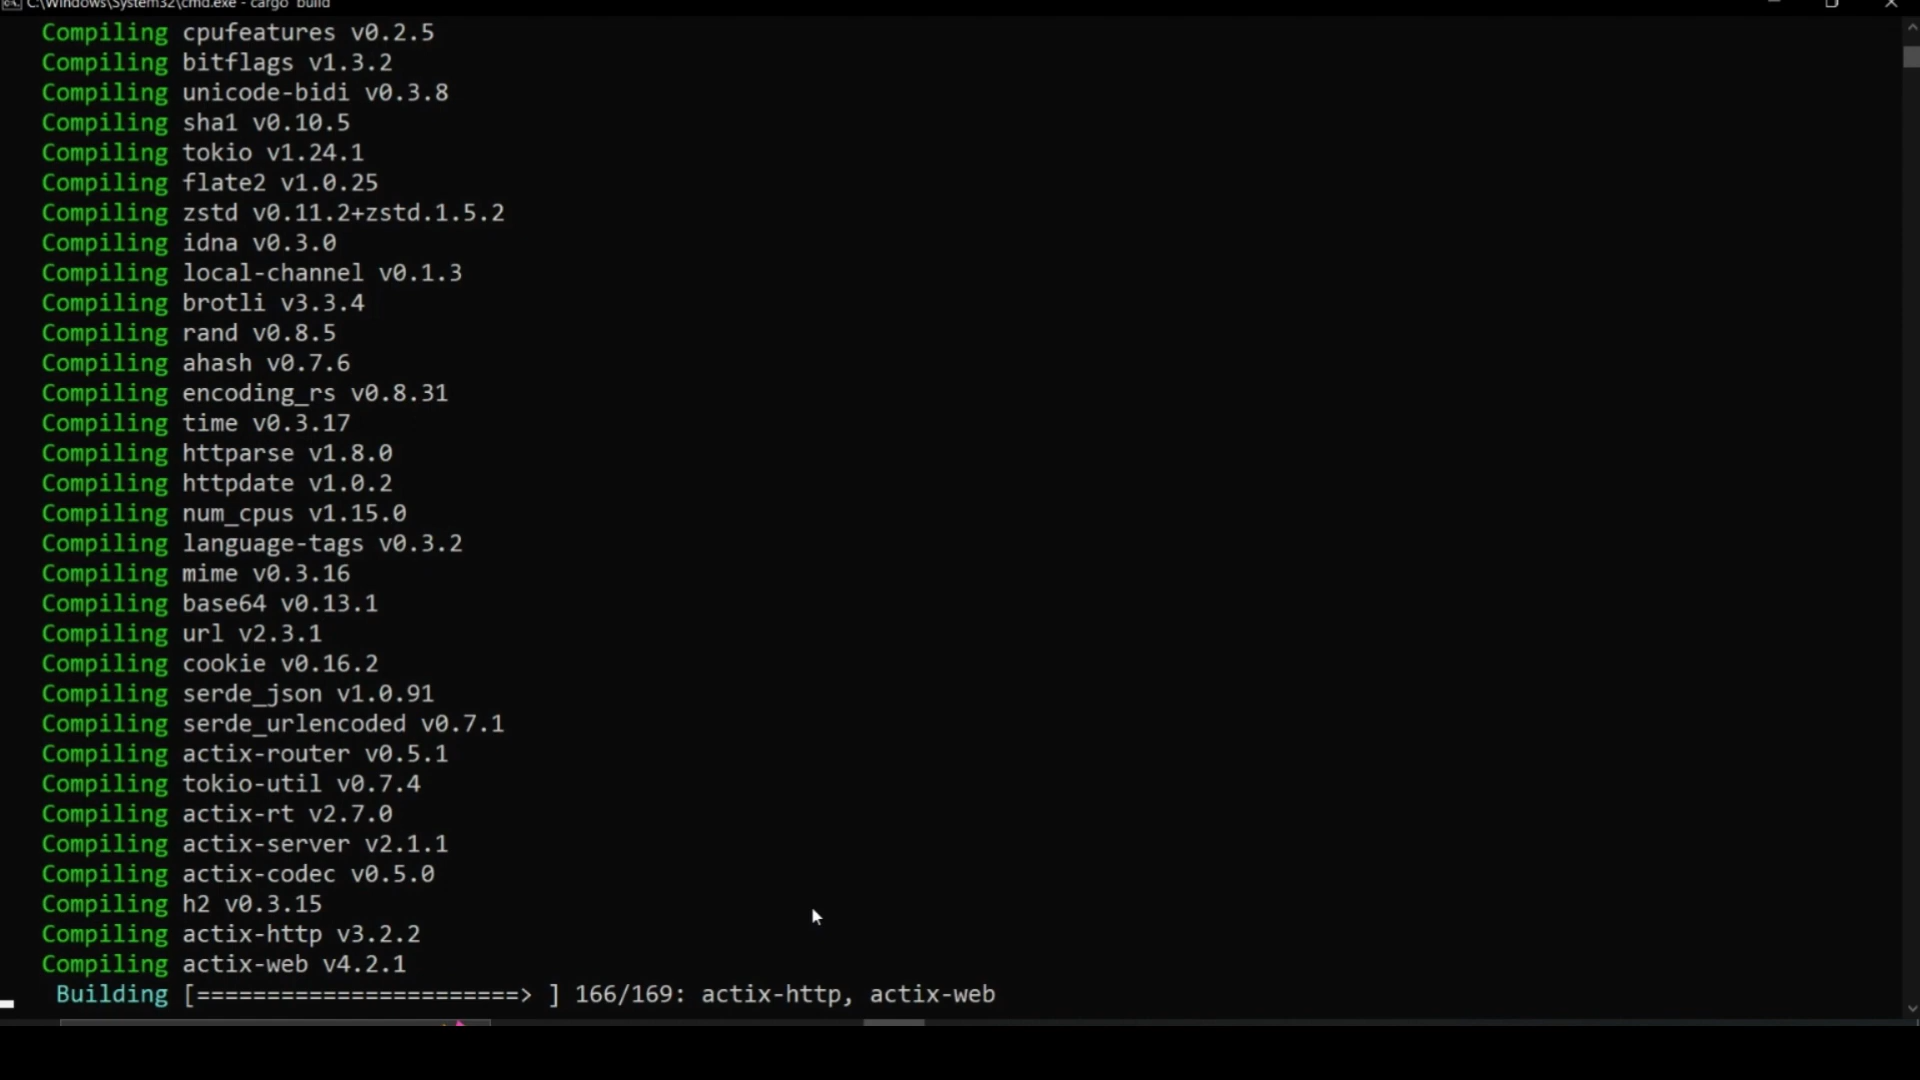 C:\Windows\System32\cmd.exe - cargo build
Compiling cpufeatures v0.2.5
Compiling bitflags v1.3.2
Compiling unicode-bidi v0.3.8
Compiling sha1 v0.10.5
Compiling tokio v1.24.1
Compiling flate2 v1.0.25
Compiling zstd v0.11.2+zstd.1.5.2
Compiling idna v0.3.0
Compiling local-channel v0.1.3
Compiling brotli v3.3.4
Compiling rand v0.8.5
Compiling ahash v0.7.6
Compiling encoding_rs v0.8.31
Compiling time v0.3.17
Compiling httparse v1.8.0
Compiling httpdate v1.0.2
Compiling num_cpus v1.15.0
Compiling language-tags v0.3.2
Compiling mime v0.3.16
Compiling base64 v0.13.1
Compiling url v2.3.1
Compiling cookie v0.16.2
Compiling serde_json v1.0.91
Compiling serde_urlencoded v0.7.1
Compiling actix-router v0.5.1
Compiling tokio-util v0.7.4
Compiling actix-rt v2.7.0
Compiling actix-server v2.1.1
Compiling actix-codec v0.5.0
Compiling h2 v0.3.15
Compiling actix-http v3.2.2
Compiling actix-web v4.2.1
Building [=======================> ] 166/169: actix-http, actix-web